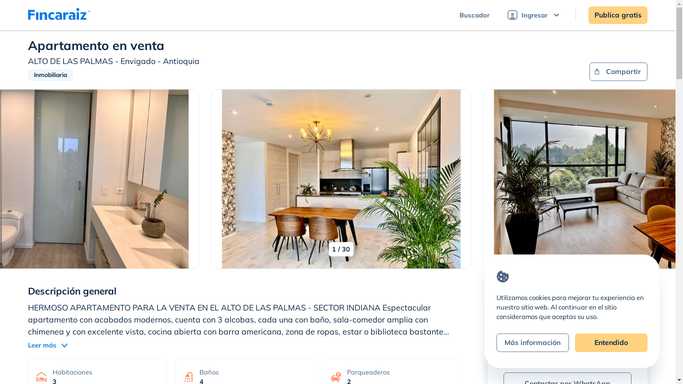 Fincaraiz
Buscador
Ingresar
Publica gratis
Apartamento en venta
ALTO DE LAS PALMAS - Envigado - Antioquia
Inmobiliaria
Compartir
1 / 30
Descripción general
HERMOSO APARTAMENTO PARA LA VENTA EN EL ALTO DE LAS PALMAS - SECTOR INDIANA Espectacular
apartamento con acabados modernos, cuenta con 3 alcobas, cada una con baño, sala-comedor amplia con
chimenea y con excelente vista, cocina abierta con barra americana, zona de ropas, estar o biblioteca bastante...
Leer más
Habitaciones
3
Baños
4
Parqueaderos
2
Utilizamos cookies para mejorar tu experiencia en
nuestro sitio web. Al continuar en el sitio
consideramos que aceptas su uso.
Más información
Entendido
Contactar por WhatsApp